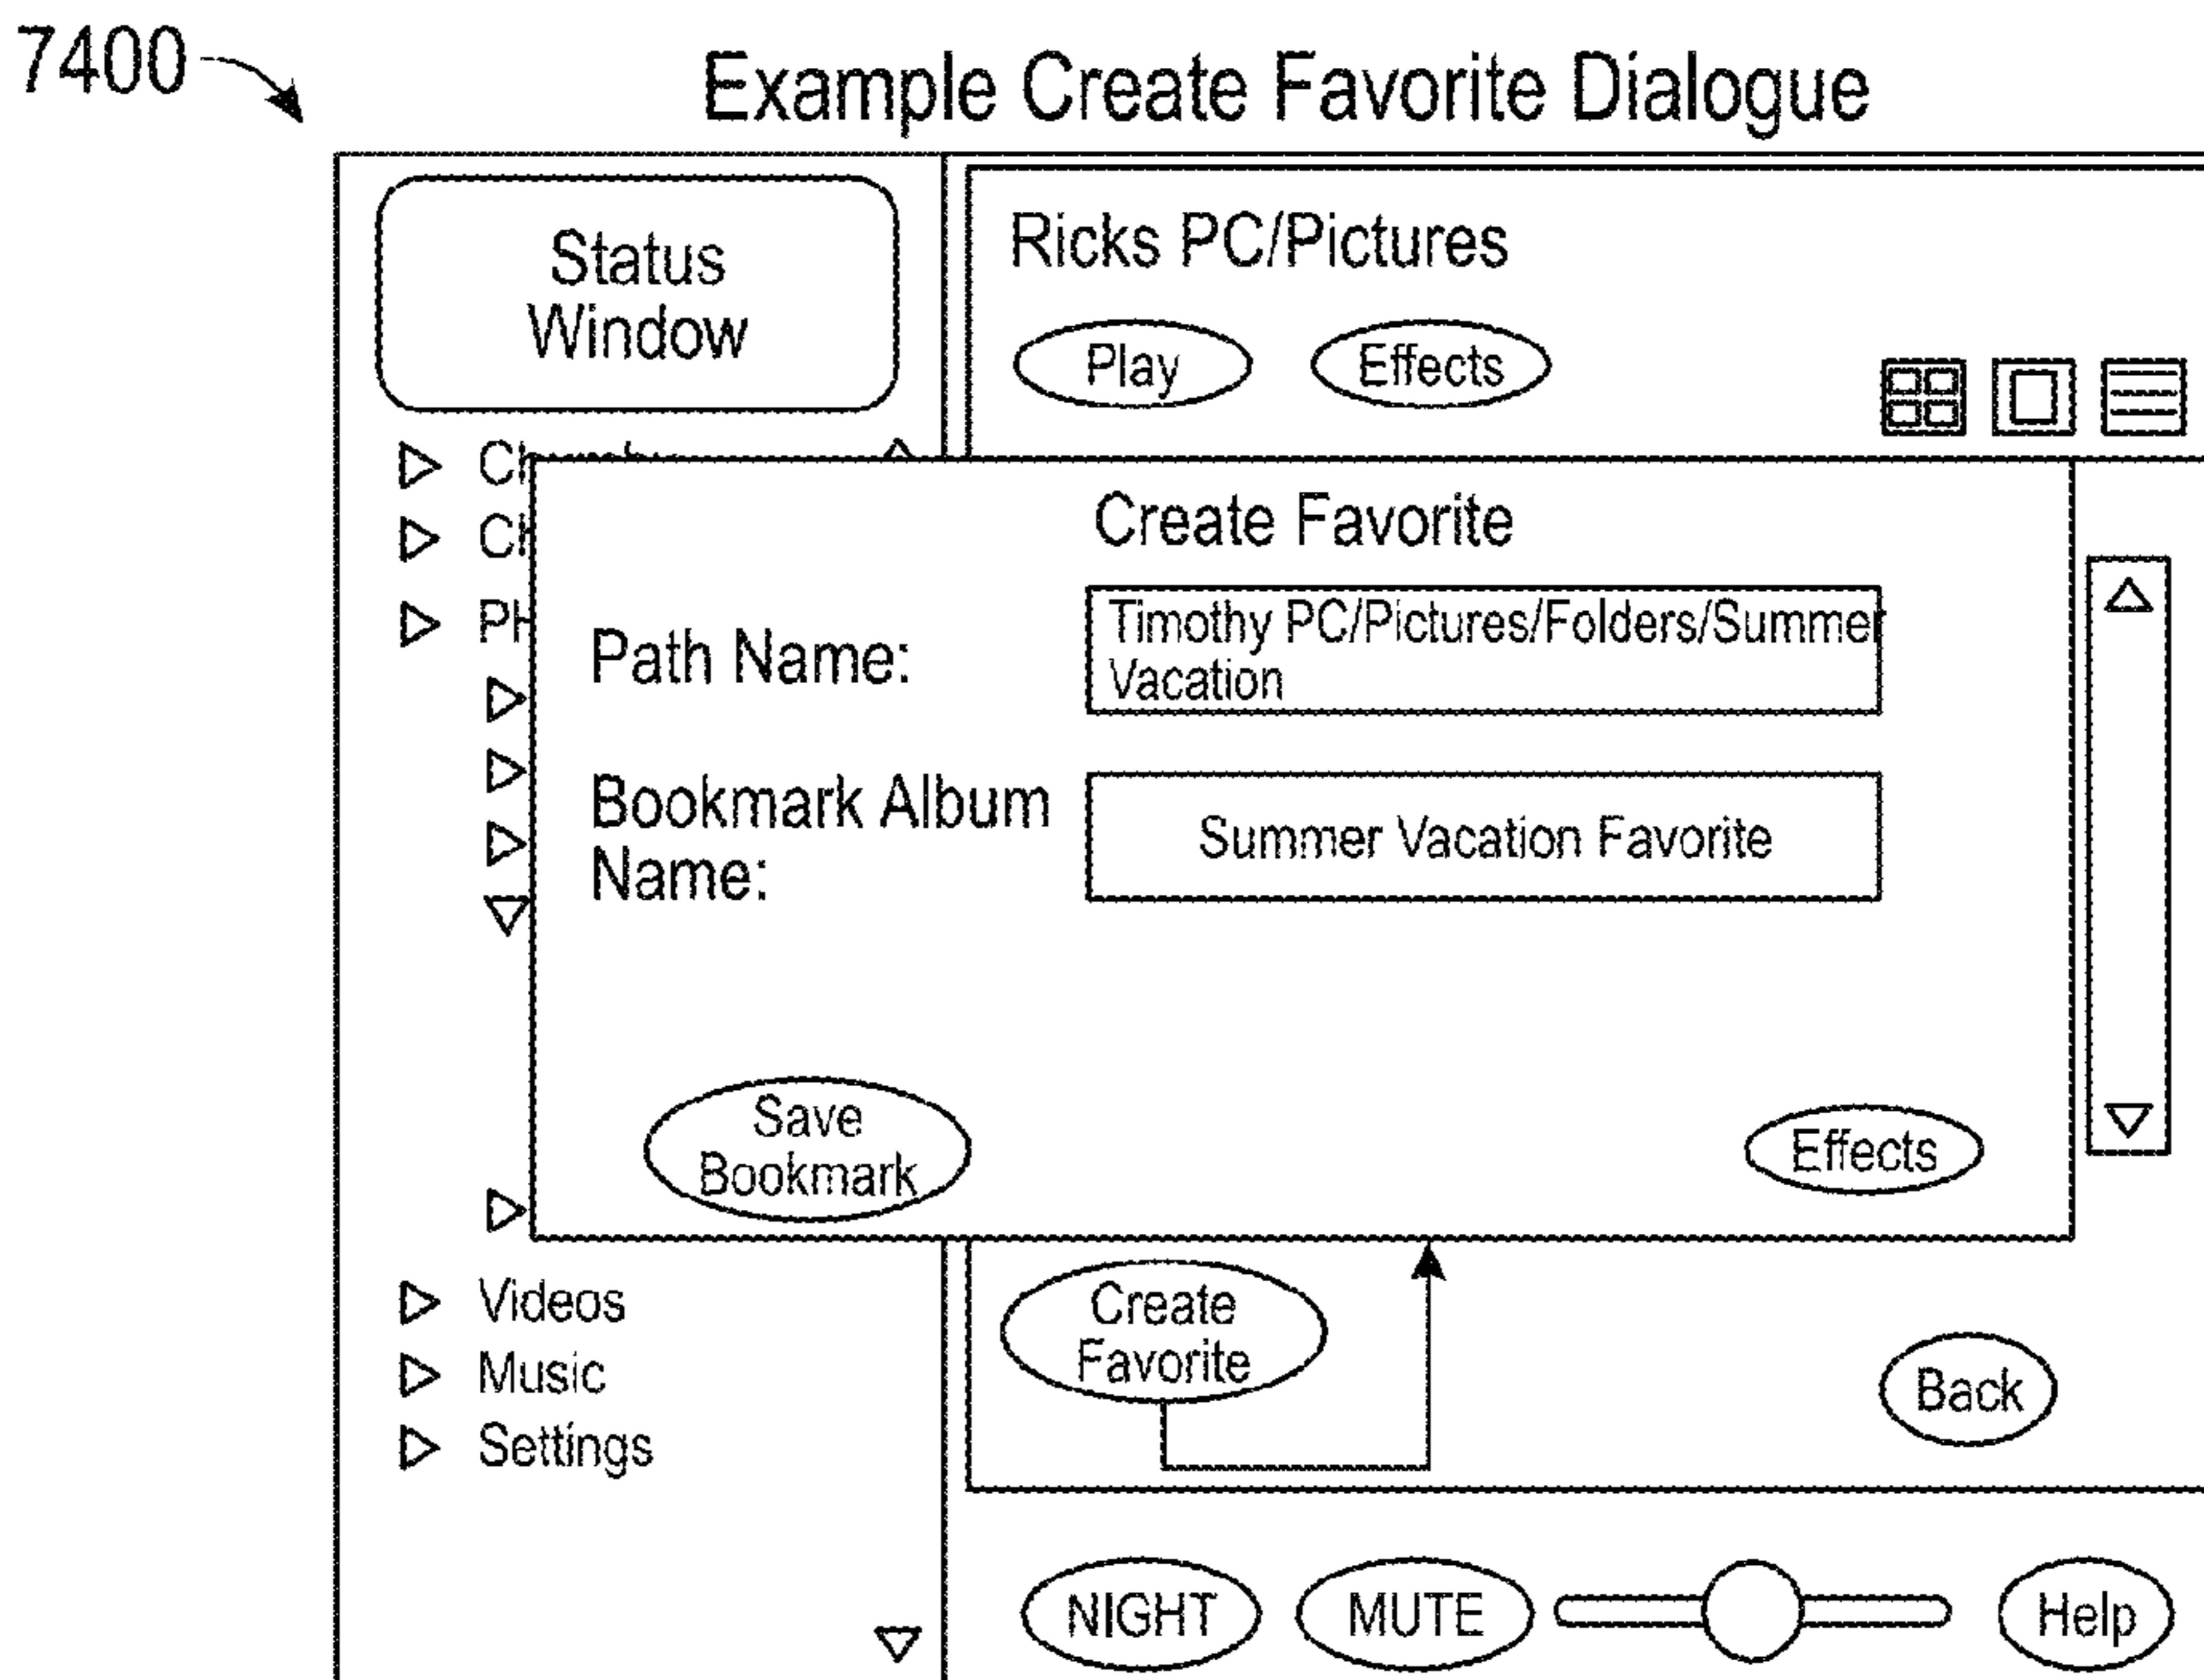 7400
Example Create Favorite Dialogue
Status
Window
Ricks PC/Pictures
Play
Effects
Create Favorite
Path Name:
Timothy PC/Pictures/Folders/Summer
Vacation
Bookmark Album
Name:
Summer Vacation Favorite
Save
Bookmark
Effects
Videos
Music
Settings
Create
Favorite
Back
NIGHT
MUTE
Help